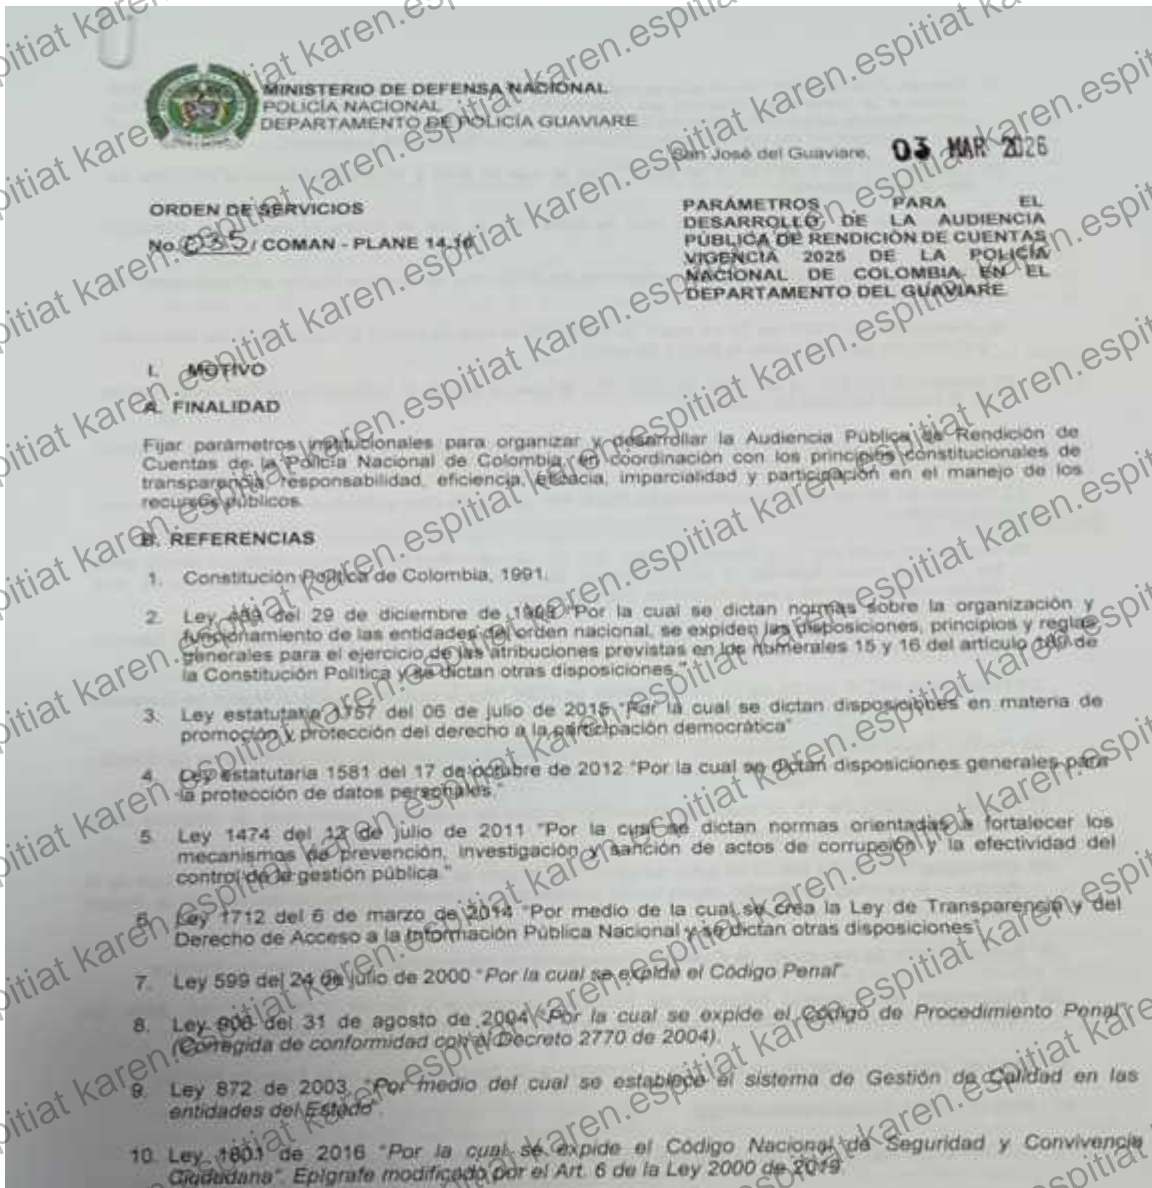 MINISTERIO DE DEFENSA NACIONAL
POLICÍA NACIONAL
DEPARTAMENTO DE POLICÍA GUAVIARE
San José del Guaviare, 03 MAR 2026
ORDEN DE SERVICIOS
No. 035 / COMAN - PLANE 14.16
PARÁMETROS PARA EL
DESARROLLO DE LA AUDIENCIA
PÚBLICA DE RENDICIÓN DE CUENTAS
VIGENCIA 2025 DE LA POLICÍA
NACIONAL DE COLOMBIA, EN EL
DEPARTAMENTO DEL GUAVIARE
I. MOTIVO
A. FINALIDAD
Fijar parámetros institucionales para organizar y desarrollar la Audiencia Pública de Rendición de
Cuentas de la Policía Nacional de Colombia, en coordinación con los principios constitucionales de
transparencia, responsabilidad, eficiencia, eficacia, imparcialidad y participación en el manejo de los
recursos públicos.
B. REFERENCIAS
1. Constitución Política de Colombia, 1991.
2. Ley 489 del 29 de diciembre de 1998 "Por la cual se dictan normas sobre la organización y
funcionamiento de las entidades del orden nacional, se expiden las disposiciones, principios y reglas
generales para el ejercicio de las atribuciones previstas en los numerales 15 y 16 del artículo 189 de
la Constitución Política y se dictan otras disposiciones."
3. Ley estatutaria 1757 del 06 de julio de 2015 "Por la cual se dictan disposiciones en materia de
promoción y protección del derecho a la participación democrática"
4. Ley estatutaria 1581 del 17 de octubre de 2012 "Por la cual se dictan disposiciones generales para
la protección de datos personales."
5. Ley 1474 del 12 de julio de 2011 "Por la cual se dictan normas orientadas a fortalecer los
mecanismos de prevención, investigación y sanción de actos de corrupción y la efectividad del
control de la gestión pública."
6. Ley 1712 del 6 de marzo de 2014 "Por medio de la cual se crea la Ley de Transparencia y del
Derecho de Acceso a la Información Pública Nacional y se dictan otras disposiciones"
7. Ley 599 del 24 de julio de 2000 "Por la cual se expide el Código Penal".
8. Ley 906 del 31 de agosto de 2004 "Por la cual se expide el Código de Procedimiento Penal"
(Corregida de conformidad con el Decreto 2770 de 2004).
9. Ley 872 de 2003. "Por medio del cual se establece el sistema de Gestión de Calidad en las
entidades del Estado".
10. Ley 1801 de 2016 "Por la cual se expide el Código Nacional de Seguridad y Convivencia
Ciudadana". Epígrafe modificado por el Art. 6 de la Ley 2000 de 2019.
karen.espitiat